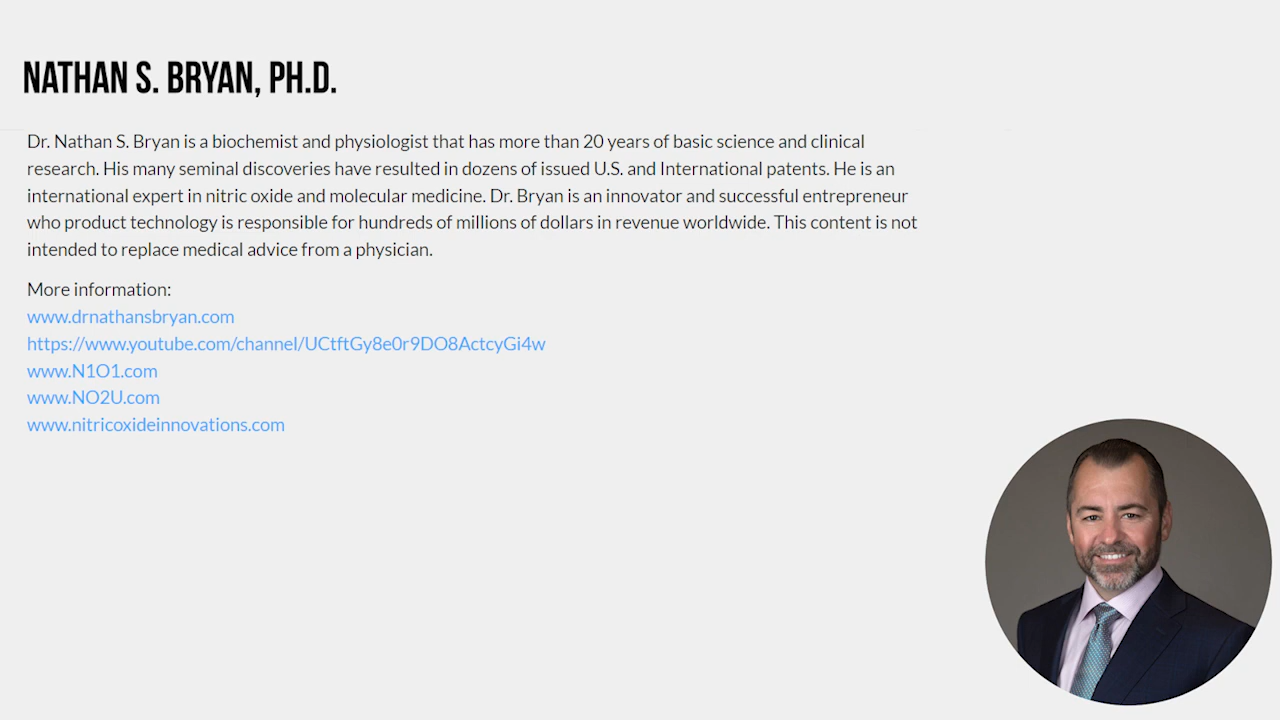 NATHAN S. BRYAN, PH.D.
Dr. Nathan S. Bryan is a biochemist and physiologist that has more than 20 years of basic science and clinical
research. His many seminal discoveries have resulted in dozens of issued U.S. and International patents. He is an
international expert in nitric oxide and molecular medicine. Dr. Bryan is an innovator and successful entrepreneur
who product technology is responsible for hundreds of millions of dollars in revenue worldwide. This content is not
intended to replace medical advice from a physician.
More information:
www.drnathansbryan.com
https://www.youtube.com/channel/UCtftGy8e0r9DO8ActcyGi4w
www.N1O1.com
www.NO2U.com
www.nitricoxideinnovations.com